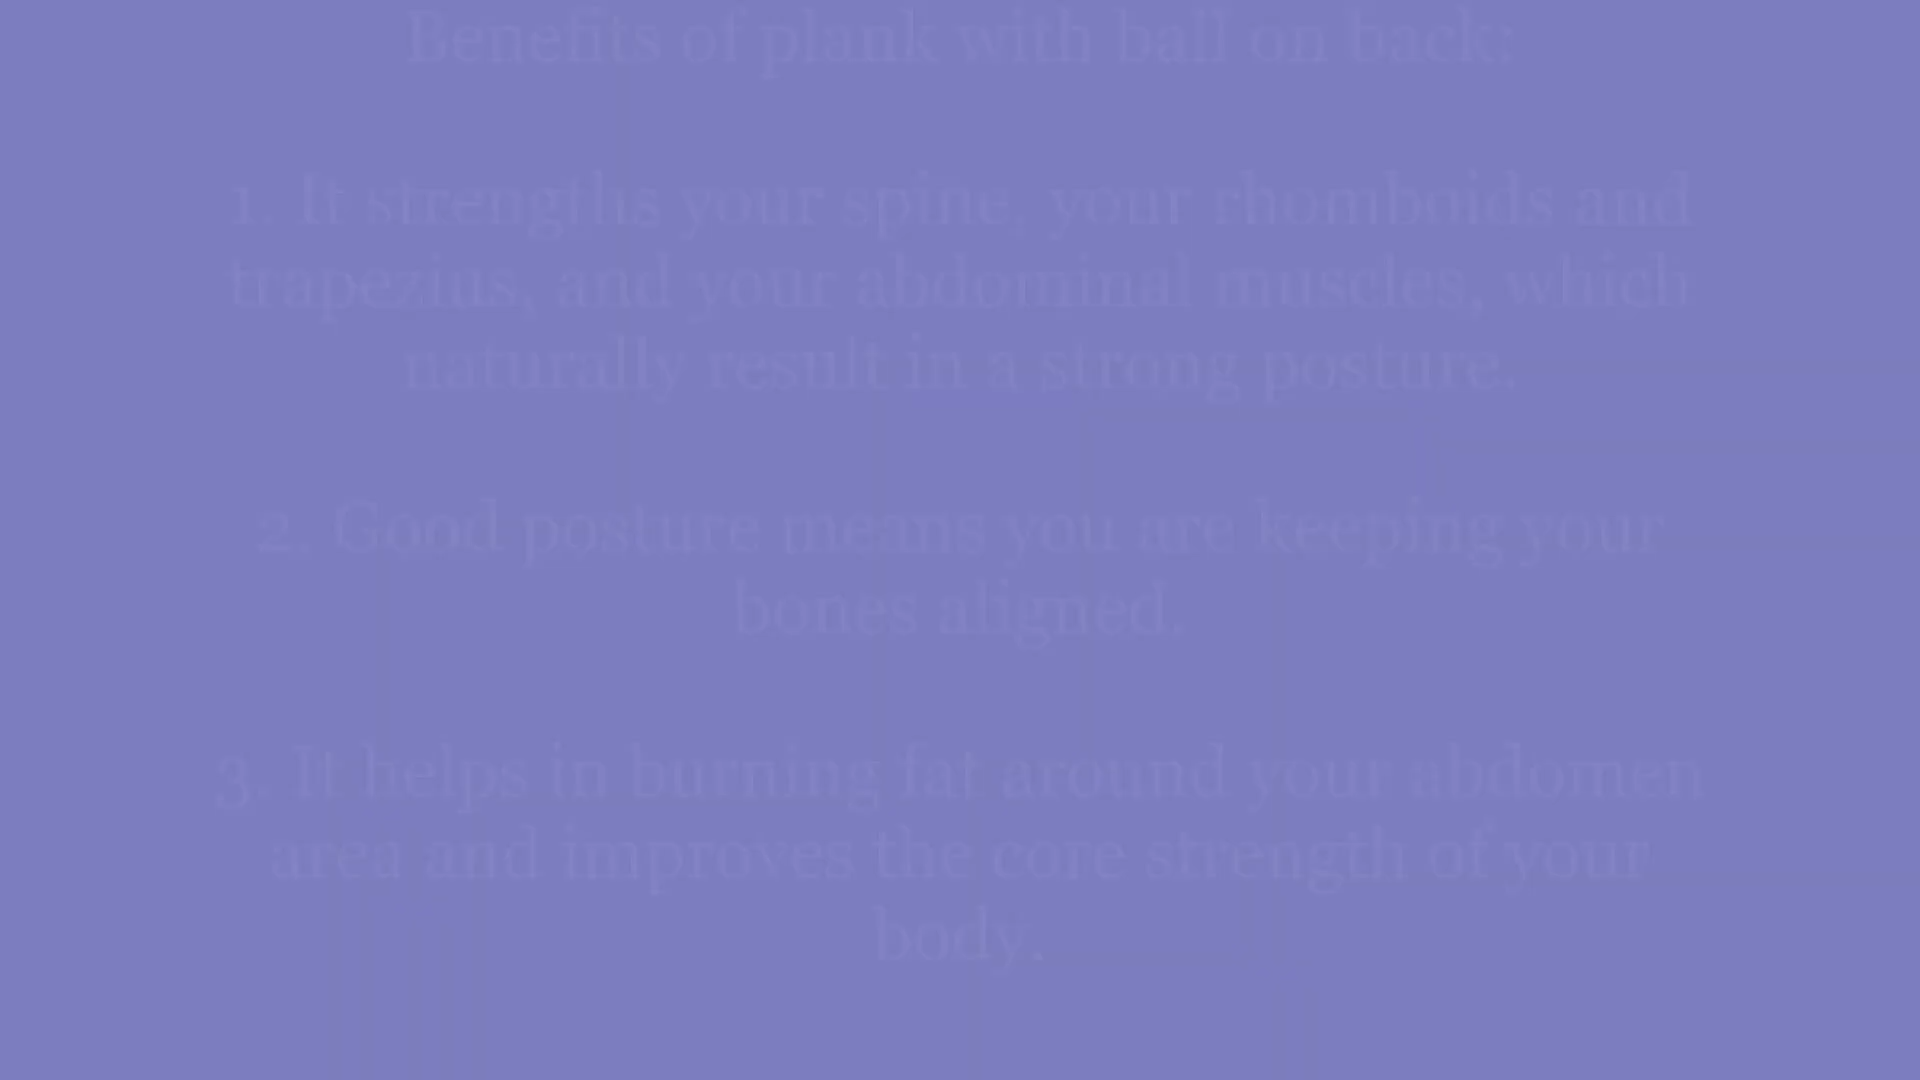 Benefits of plank with ball on back:
1. It strengths your spine, your rhomboids and
trapezius, and your abdominal muscles, which
naturally result in a strong posture.
2. Good posture means you are keeping your
bones aligned.
3. It helps in burning fat around your abdomen
area and improves the core strength of your
body.